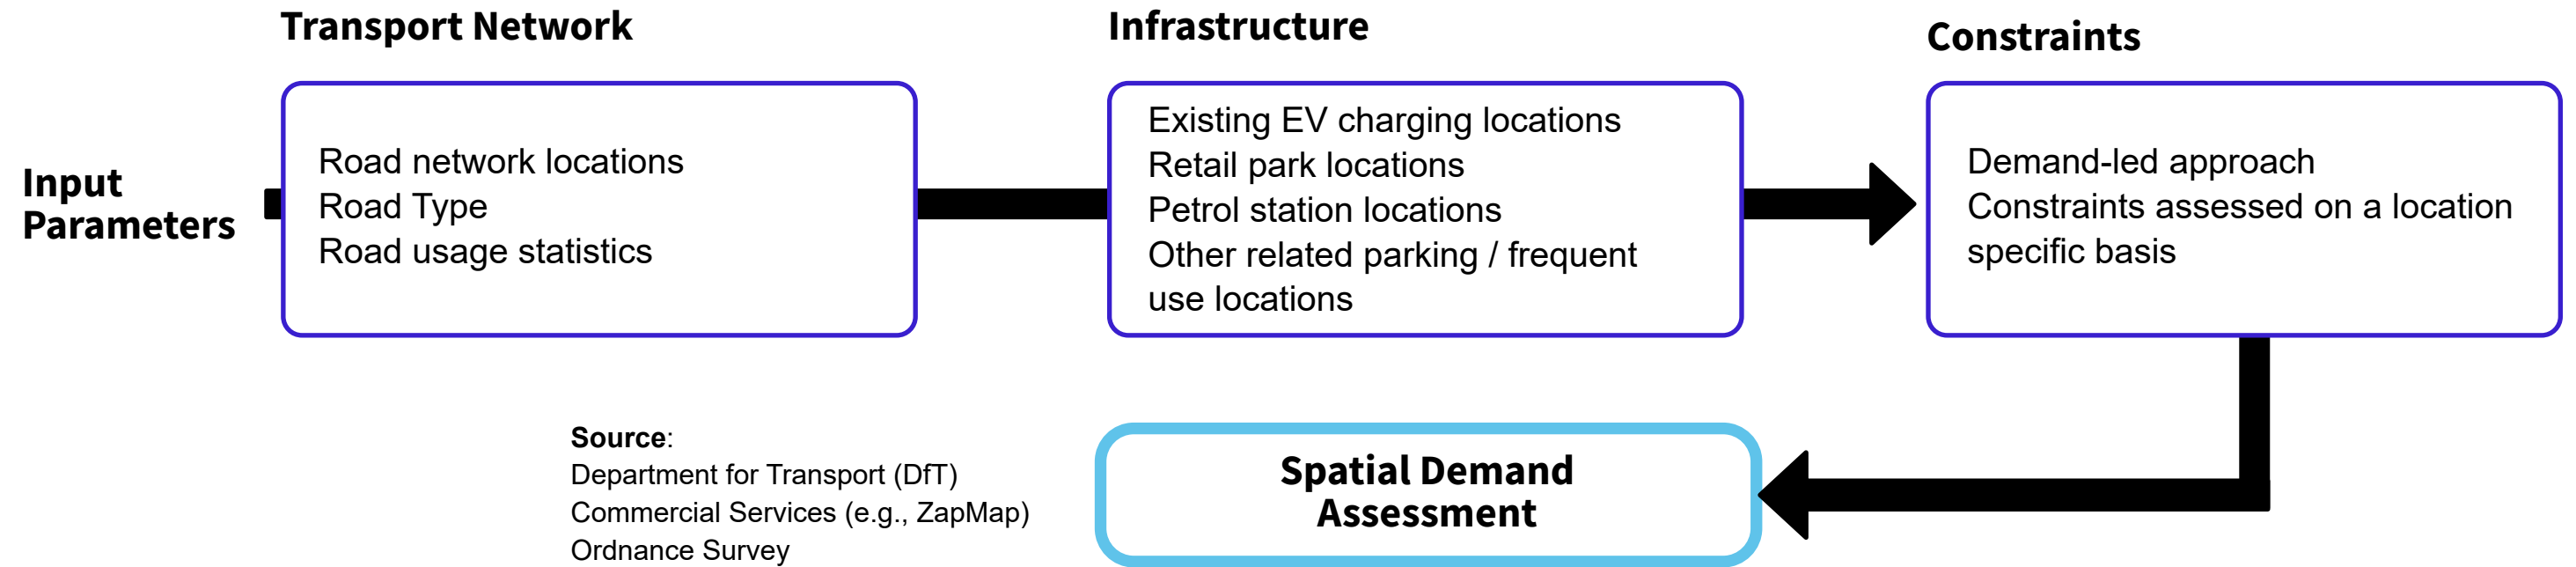 Transport Network
Infrastructure
Constraints
Input
Parameters
Road network locations
Road Type
Road usage statistics
Existing EV charging locations
Retail park locations
Petrol station locations
Other related parking / frequent
use locations
Demand-led approach
Constraints assessed on a location
specific basis
Source:
Department for Transport (DfT)
Commercial Services (e.g., ZapMap)
Ordnance Survey
Spatial Demand
Assessment